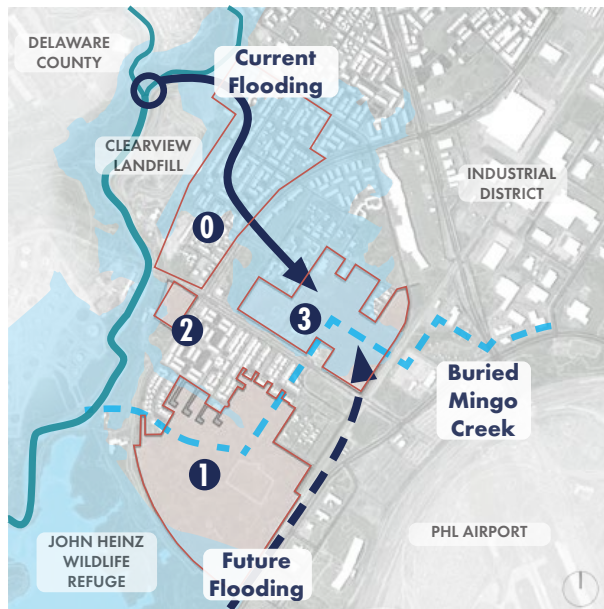 DELAWARE
COUNTY
Current
Flooding
CLEARVIEW
LANDFILL
INDUSTRIAL
DISTRICT
0
3
2
Buried
Mingo
Creek
1
JOHN HEINZ
WILDLIFE
REFUGE
Future
Flooding
PHL AIRPORT